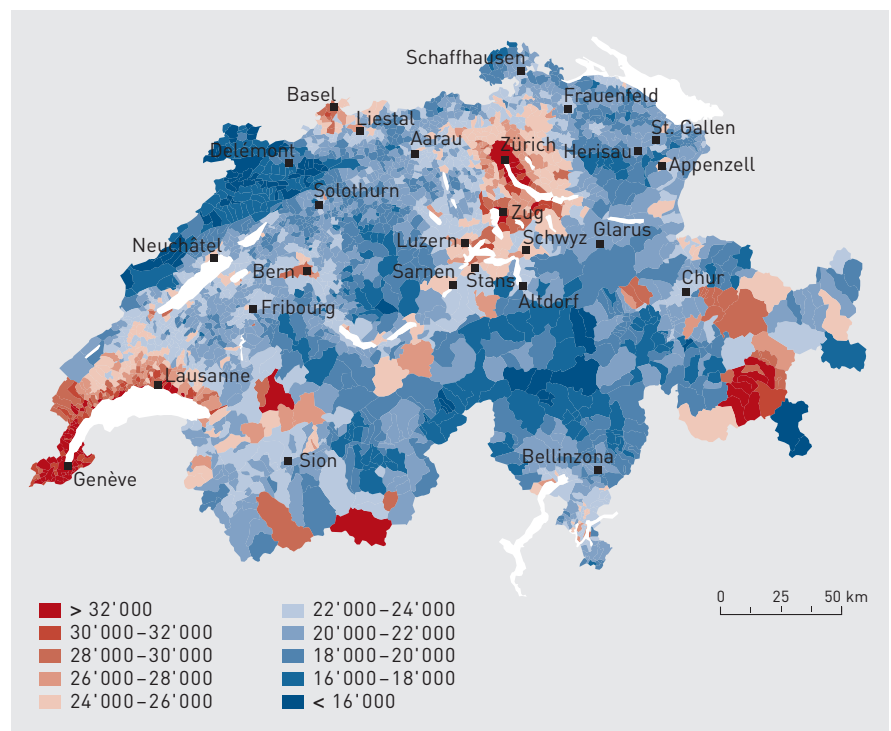 Schaffhausen
Basel
Frauenfeld
Liestal
St. Gallen
Aarau
Zürich
Herisau
Delémont
Appenzell
Solothurn
Zug
Glarus
Neuchâtel
Luzern
Schwyz
Bern
Sarnen
Stans
Chur
Altdorf
Fribourg
Lausanne
Sion
Bellinzona
Genève
> 32'000
30'000–32'000
28'000–30'000
26'000–28'000
24'000–26'000
22'000–24'000
20'000–22'000
18'000–20'000
16'000–18'000
< 16'000
0 25 50 km